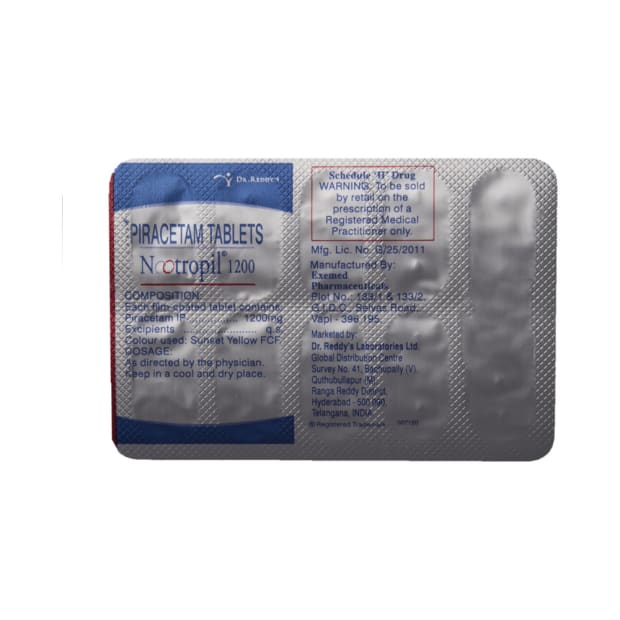 Dr.Reddy's
PIRACETAM TABLETS
Nootropil® 1200
COMPOSITION:
Each film-coated tablet contains:
Piracetam IP ........ 1200mg
Excipients ................... q.s.
Colour used: Sunset Yellow FCF
DOSAGE:
As directed by the physician.
Keep in a cool and dry place.
Schedule 'H' Drug
WARNING: To be sold
by retail on the
prescription of a
Registered Medical
Practitioner only.
Mfg. Lic. No. G/25/2011
Manufactured By:
Exemed
Pharmaceuticals
Plot No.: 133/1 & 133/2,
G.I.D.C., Selvas Road,
Vapi - 396 195.
Marketed by:
Dr. Reddy's Laboratories Ltd.
Global Distribution Centre
Survey No. 41, Bachupally (V),
Quthubullapur (M),
Ranga Reddy District,
Hyderabad - 500 090,
Telangana, INDIA.
® Registered Trademark